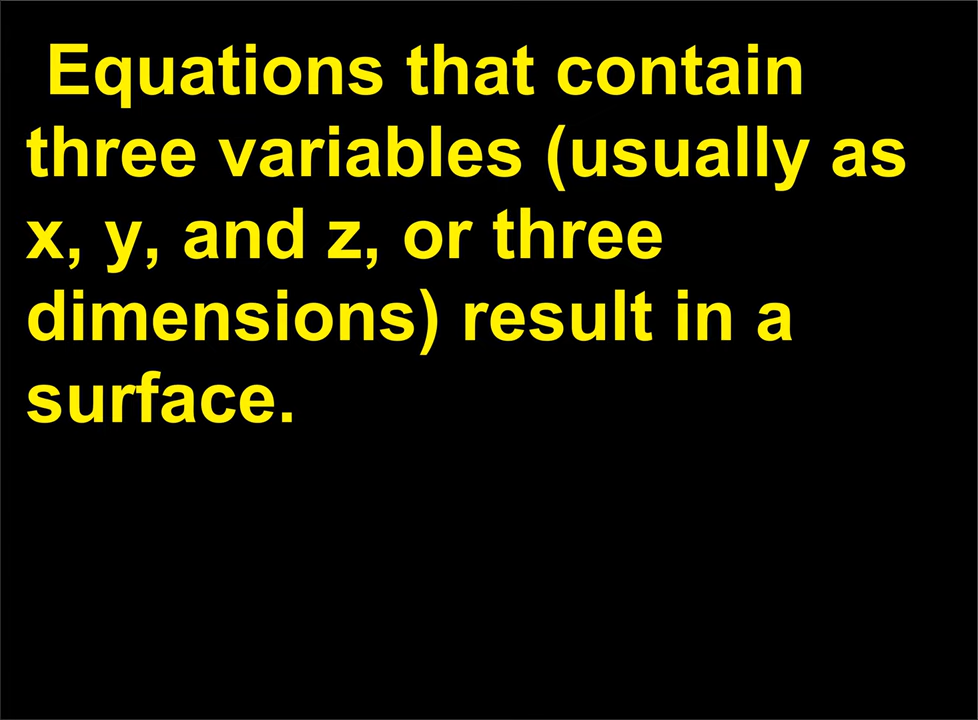 Equations that contain
three variables (usually as
x, y, and z, or three
dimensions) result in a
surface.